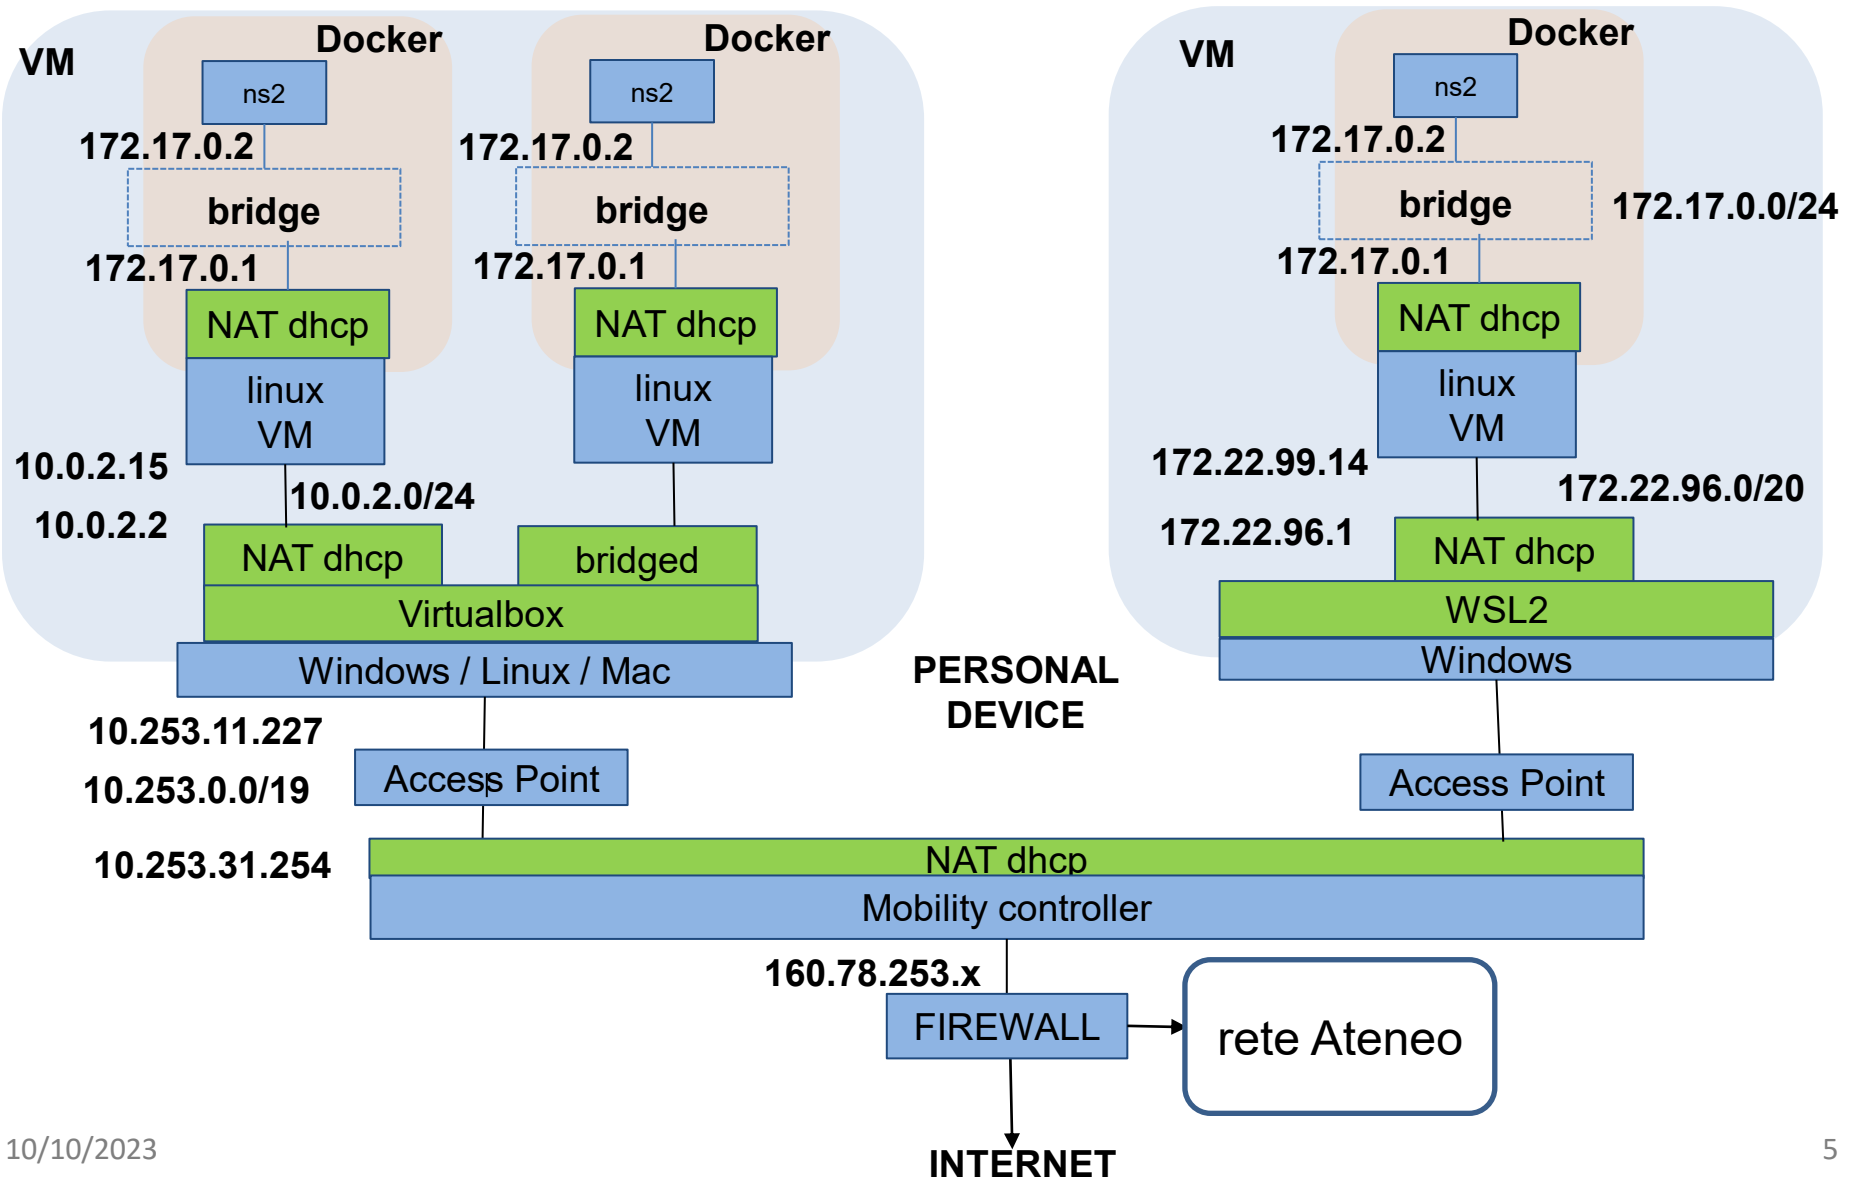 VM
Docker
ns2
172.17.0.2
bridge
172.17.0.1
NAT dhcp
linux
VM
10.0.2.15
10.0.2.0/24
10.0.2.2
NAT dhcp
Docker
ns2
172.17.0.2
bridge
172.17.0.1
NAT dhcp
linux
VM
bridged
Virtualbox
Windows / Linux / Mac
VM
Docker
ns2
172.17.0.2
bridge
172.17.0.0/24
172.17.0.1
NAT dhcp
linux
VM
172.22.99.14
172.22.96.0/20
172.22.96.1
NAT dhcp
WSL2
Windows
PERSONAL
DEVICE
10.253.11.227
Access Point
10.253.0.0/19
Access Point
10.253.31.254
NAT dhcp
Mobility controller
160.78.253.x
FIREWALL
rete Ateneo
INTERNET
10/10/2023
5